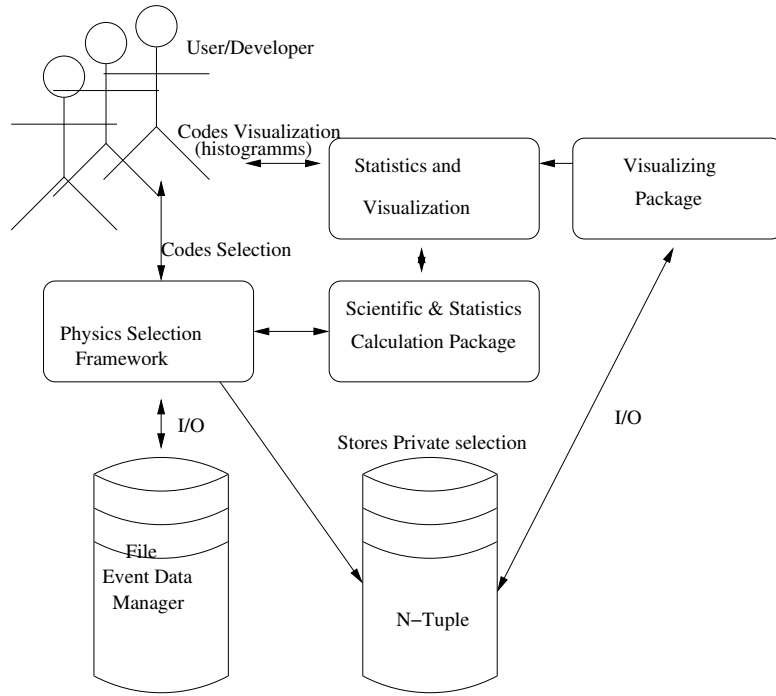 User/Developer
Codes Visualization
(histogramms)
Statistics and
Visualization
Visualizing
Package
Codes Selection
Physics Selection
Framework
Scientific & Statistics
Calculation Package
I/O
I/O
Stores Private selection
File
Event Data
Manager
N−Tuple